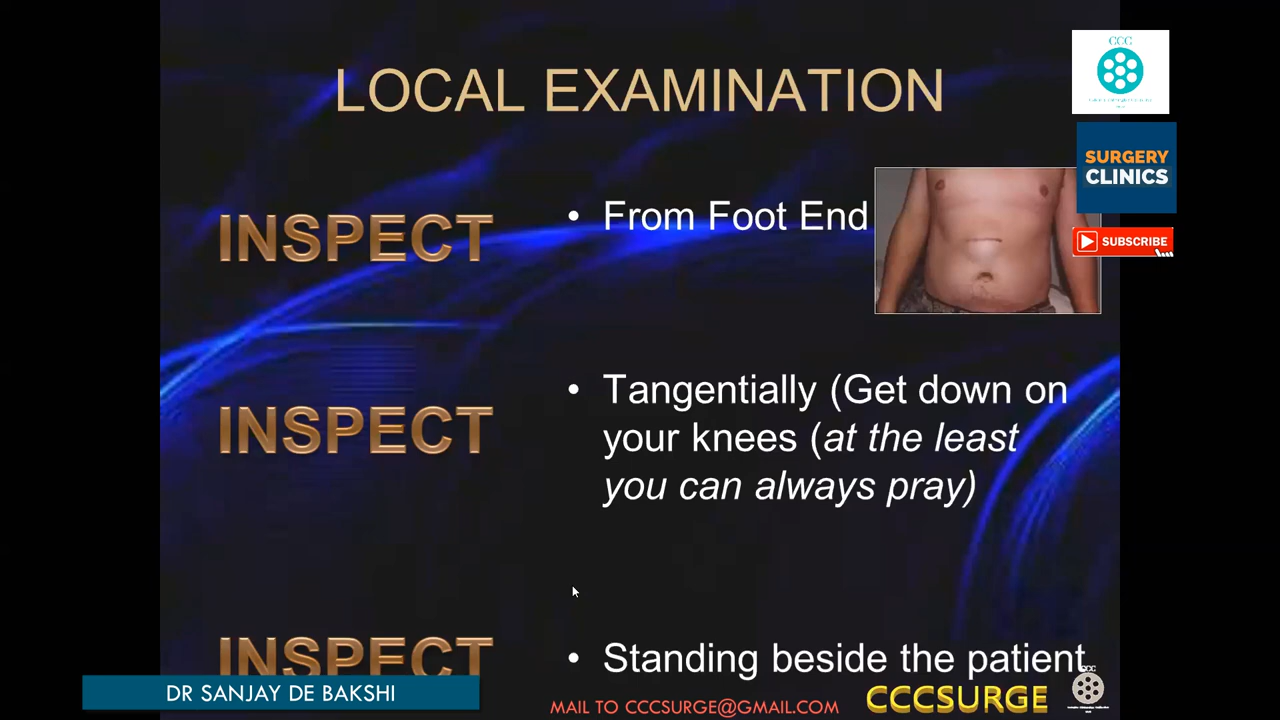 LOCAL EXAMINATION
CCC
SURGERY
CLINICS
SUBSCRIBE
INSPECT
• From Foot End
INSPECT
• Tangentially (Get down on
your knees (at the least
you can always pray)
INSPECT
• Standing beside the patient
DR SANJAY DE BAKSHI
MAIL TO CCCSURGE@GMAIL.COM
CCCSURGE
CCC